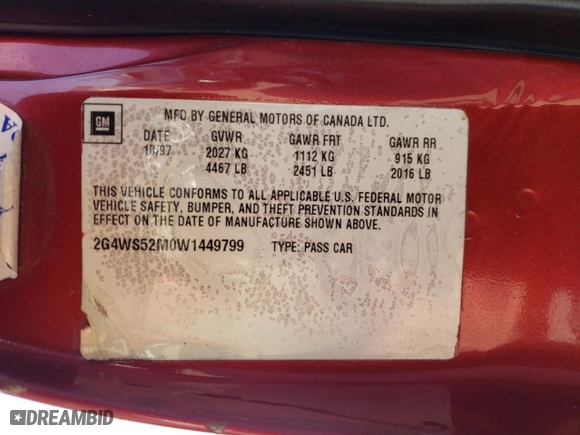 GM
MFD BY GENERAL MOTORS OF CANADA LTD.
DATE GVWR GAWR FRT GAWR RR
10/97 2027 KG 1112 KG 915 KG
4467 LB 2451 LB 2016 LB
THIS VEHICLE CONFORMS TO ALL APPLICABLE U.S. FEDERAL MOTOR
VEHICLE SAFETY, BUMPER, AND THEFT PREVENTION STANDARDS IN
EFFECT ON THE DATE OF MANUFACTURE SHOWN ABOVE.
2G4WS52M0W1449799 TYPE: PASS CAR
DREAMBID